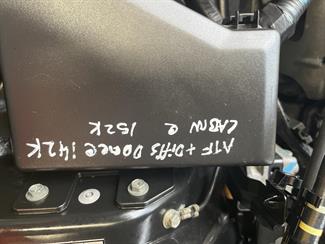 ATF + Diffs Done @ 142K
CABIN @ 152K